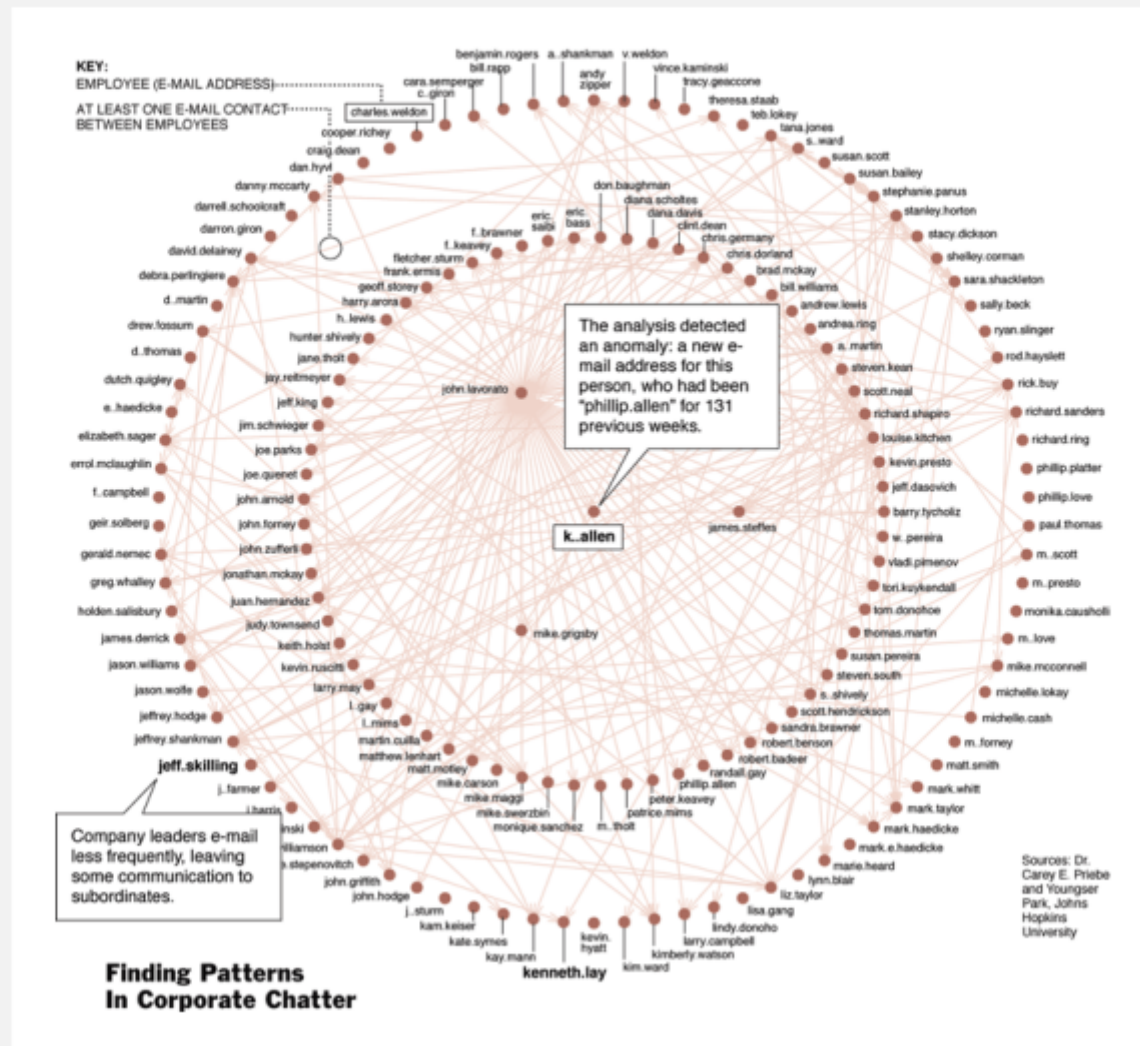 KEY:
EMPLOYEE (E-MAIL ADDRESS)
AT LEAST ONE E-MAIL CONTACT
BETWEEN EMPLOYEES
benjamin.rogers
a..shankman
v.weldon
bill.rapp
andy
zipper
vince.kaminski
cara.semperger
tracy.geaccone
c..giron
theresa.staab
charles.weldon
teb.lokey
cooper.richey
tana.jones
craig.dean
s..ward
dan.hyvl
susan.scott
danny.mccarty
susan.bailey
darrell.schoolcraft
stephanie.panus
darron.giron
stanley.horton
david.delainey
stacy.dickson
debra.perlingiere
shelley.corman
d..martin
sara.shackleton
drew.fossum
sally.beck
d..thomas
ryan.slinger
dutch.quigley
rod.hayslett
e..haedicke
rick.buy
elizabeth.sager
richard.sanders
errol.mclaughlin
richard.ring
f..campbell
phillip.platter
geir.solberg
phillip.love
gerald.nemec
paul.thomas
greg.whalley
m..scott
holden.salisbury
m..presto
james.derrick
monika.causholli
jason.williams
m..love
jason.wolfe
mike.mcconnell
jeffrey.hodge
michelle.lokay
jeffrey.shankman
michelle.cash
jeff.skilling
m..forney
j..farmer
matt.smith
j.harris
mark.whitt
inski
mark.taylor
illiamson
mark.haedicke
e.stepenovitch
mark.e.haedicke
john.griffith
marie.heard
john.hodge
lynn.blair
j..sturm
liz.taylor
kam.keiser
lisa.gang
kate.symes
lindy.donoho
kay.mann
larry.campbell
kenneth.lay
kimberly.watson
kevin.
hyatt
kim.ward
don.baughman
diana.scholtes
eric.
saibi
eric.
bass
dana.davis
f..brawner
clint.dean
f..keavey
chris.germany
fletcher.sturm
chris.dorland
frank.ermis
brad.mckay
geoff.storey
bill.williams
harry.arora
andrew.lewis
h..lewis
andrea.ring
hunter.shively
a..martin
jane.tholt
steven.kean
jay.reitmeyer
scott.neal
jeff.king
richard.shapiro
jim.schwieger
louise.kitchen
joe.parks
kevin.presto
joe.quenet
jeff.dasovich
john.arnold
barry.tycholiz
john.forney
w..pereira
john.zufferli
vladi.pimenov
jonathan.mckay
tori.kuykendall
juan.hernandez
tom.donohoe
judy.townsend
thomas.martin
keith.holst
susan.pereira
kevin.ruscitti
steven.south
larry.may
s..shively
l..gay
scott.hendrickson
l..mims
sandra.brawner
martin.cuilla
robert.benson
matthew.lenhart
robert.badeer
matt.motley
randall.gay
mike.carson
phillip.allen
mike.maggi
peter.keavey
mike.swerzbin
patrice.mims
monique.sanchez
m..tholt
john.lavorato
The analysis detected
an anomaly: a new e-
mail address for this
person, who had been
“phillip.allen” for 131
previous weeks.
k..allen
james.steffes
mike.grigsby
Company leaders e-mail
less frequently, leaving
some communication to
subordinates.
Sources: Dr.
Carey E. Priebe
and Youngser
Park, Johns
Hopkins
University
Finding Patterns
In Corporate Chatter